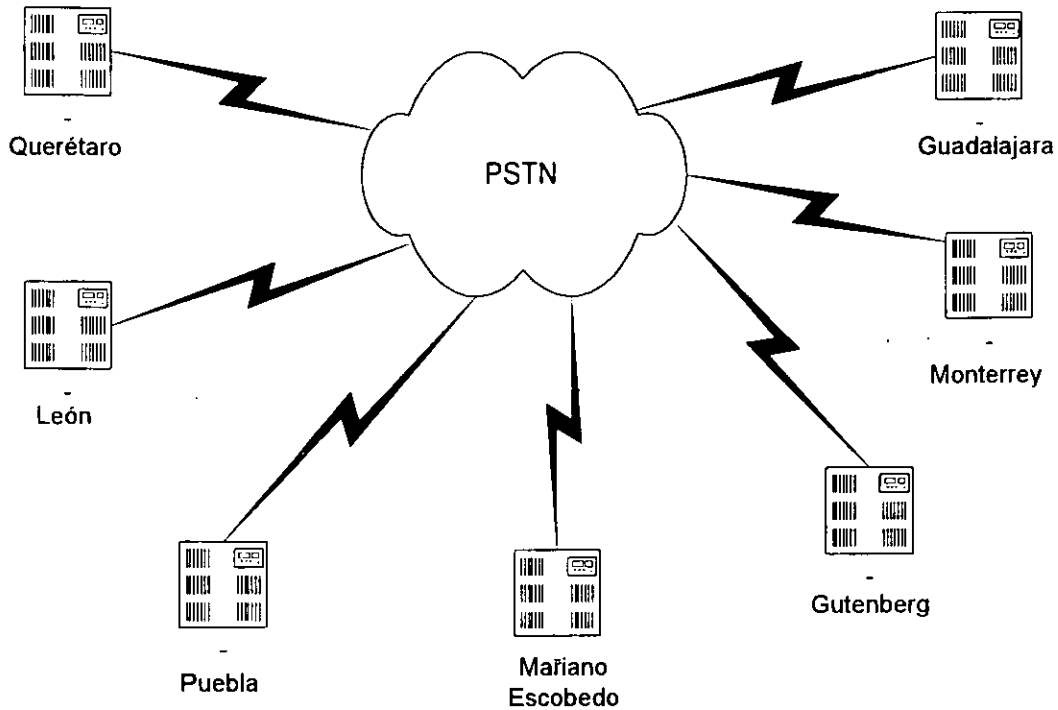 Querétaro
PSTN
Guadalajara
León
Monterrey
Gutenberg
Puebla
Mariano
Escobedo